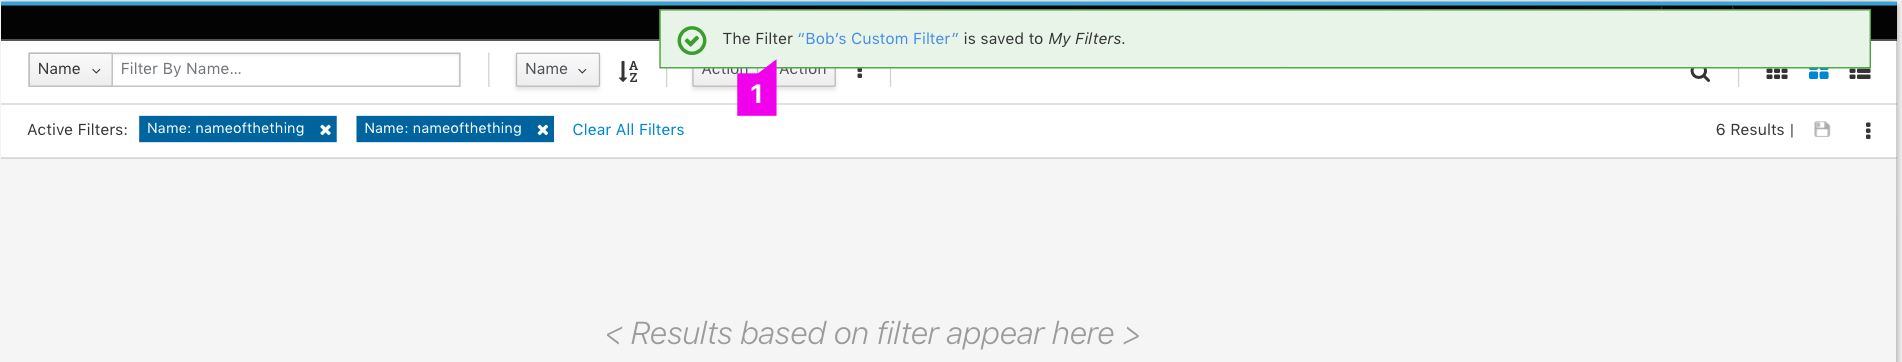 The Filter “Bob’s Custom Filter” is saved to My Filters.
Name Filter By Name... Name A Z Action Action
1
Active Filters: Name: nameofthething × Name: nameofthething × Clear All Filters 6 Results |
< Results based on filter appear here >